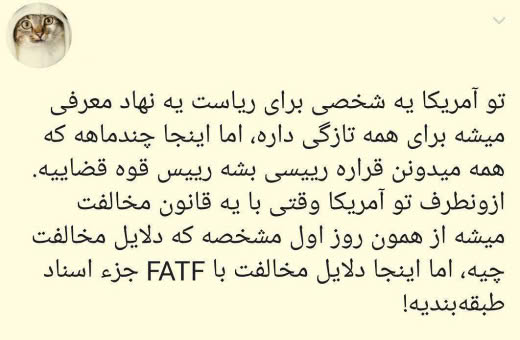 تو آمریکا یه شخصی برای ریاست یه نهاد معرفی
میشه برای همه تازگی داره، اما اینجا چندماهه که
همه میدونن قراره رییسی بشه رییس قوه قضاییه.
ازونطرف تو آمریکا وقتی با یه قانون مخالفت
میشه از همون روز اول مشخصه که دلایل مخالفت
چیه، اما اینجا دلایل مخالفت با FATF جزء اسناد
طبقه‌بندیه!